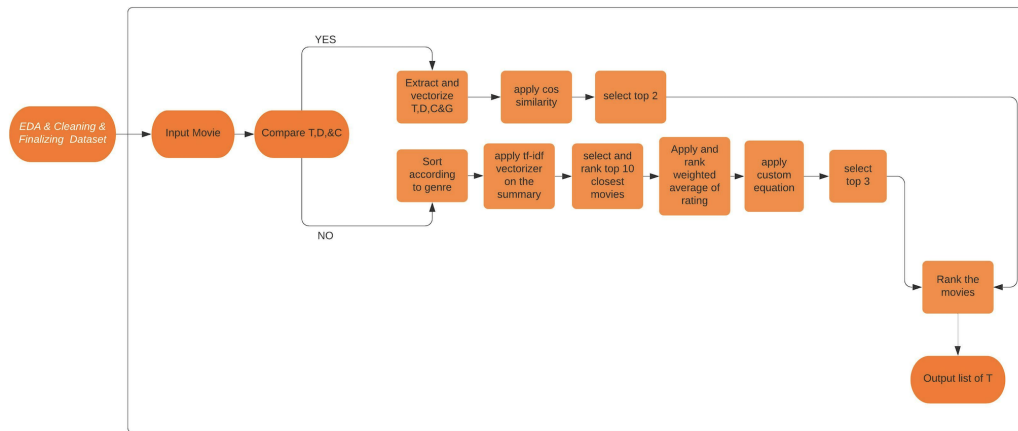 YES
Extract and
vectorize
T,D,C&G
apply cos
similarity
select top 2
EDA & Cleaning &
Finalizing Dataset
Input Movie
Compare T,D,&C
Sort
according
to genre
apply tf-idf
vectorizer
on the
summary
select and
rank top 10
closest
movies
Apply and
rank
weighted
average of
rating
apply
custom
equation
select
top 3
NO
Rank the
movies
Output list of T